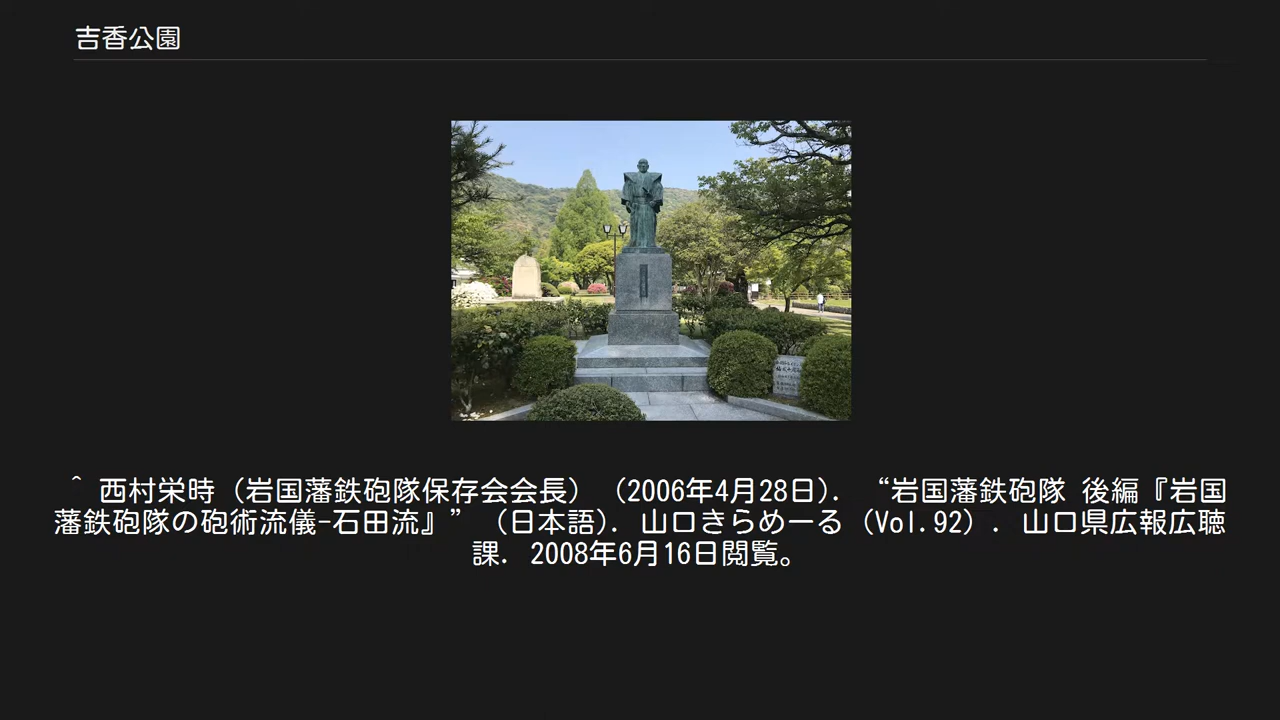 吉香公園
^ 西村栄時（岩国藩鉄砲隊保存会会長）（2006年4月28日）. “岩国藩鉄砲隊 後編『岩国
藩鉄砲隊の砲術流儀-石田流』”（日本語）. 山口きらめーる（Vol.92）. 山口県広報広聴
課. 2008年6月16日閲覧。